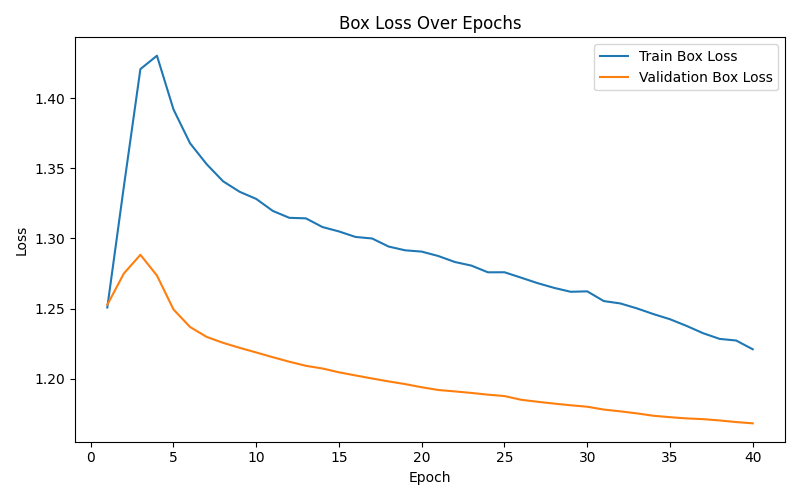 Box Loss Over Epochs
Train Box Loss
Validation Box Loss
Loss
1.40
1.35
1.30
1.25
1.20
0 5 10 15 20 25 30 35 40
Epoch